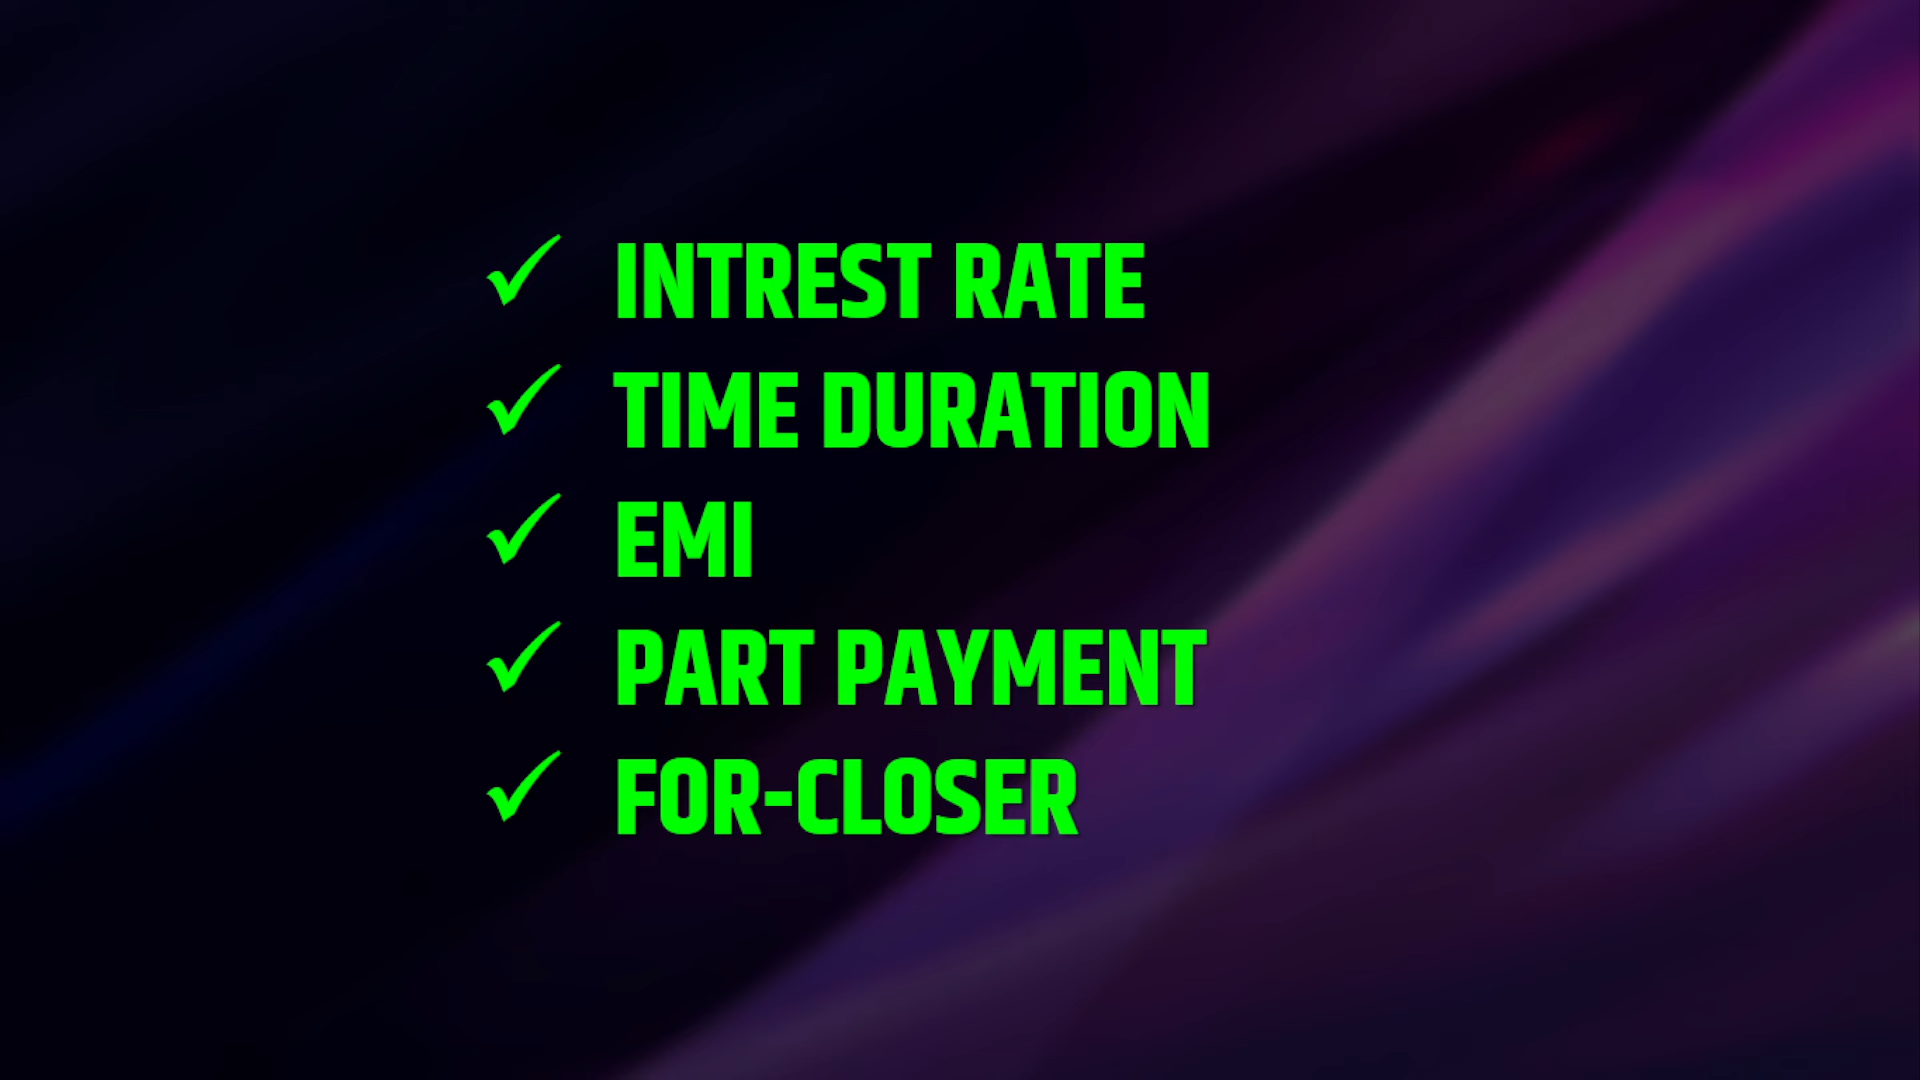 ✓ INTREST RATE
✓ TIME DURATION
✓ EMI
✓ PART PAYMENT
✓ FOR-CLOSER